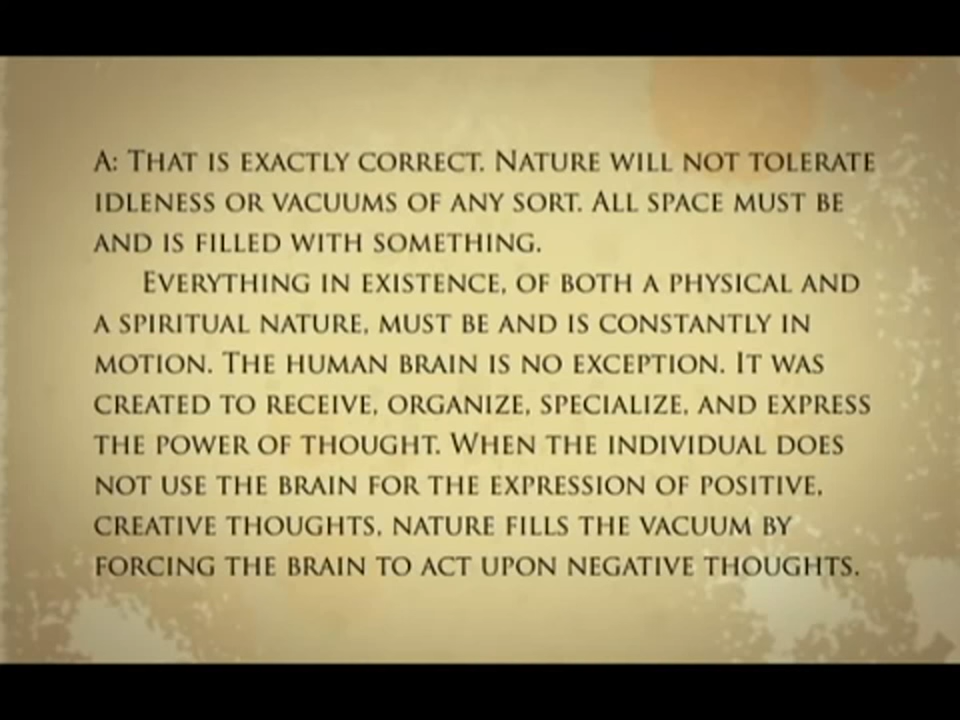 A: THAT IS EXACTLY CORRECT. NATURE WILL NOT TOLERATE
IDLENESS OR VACUUMS OF ANY SORT. ALL SPACE MUST BE
AND IS FILLED WITH SOMETHING.
EVERYTHING IN EXISTENCE, OF BOTH A PHYSICAL AND
A SPIRITUAL NATURE, MUST BE AND IS CONSTANTLY IN
MOTION. THE HUMAN BRAIN IS NO EXCEPTION. IT WAS
CREATED TO RECEIVE, ORGANIZE, SPECIALIZE, AND EXPRESS
THE POWER OF THOUGHT. WHEN THE INDIVIDUAL DOES
NOT USE THE BRAIN FOR THE EXPRESSION OF POSITIVE,
CREATIVE THOUGHTS, NATURE FILLS THE VACUUM BY
FORCING THE BRAIN TO ACT UPON NEGATIVE THOUGHTS.